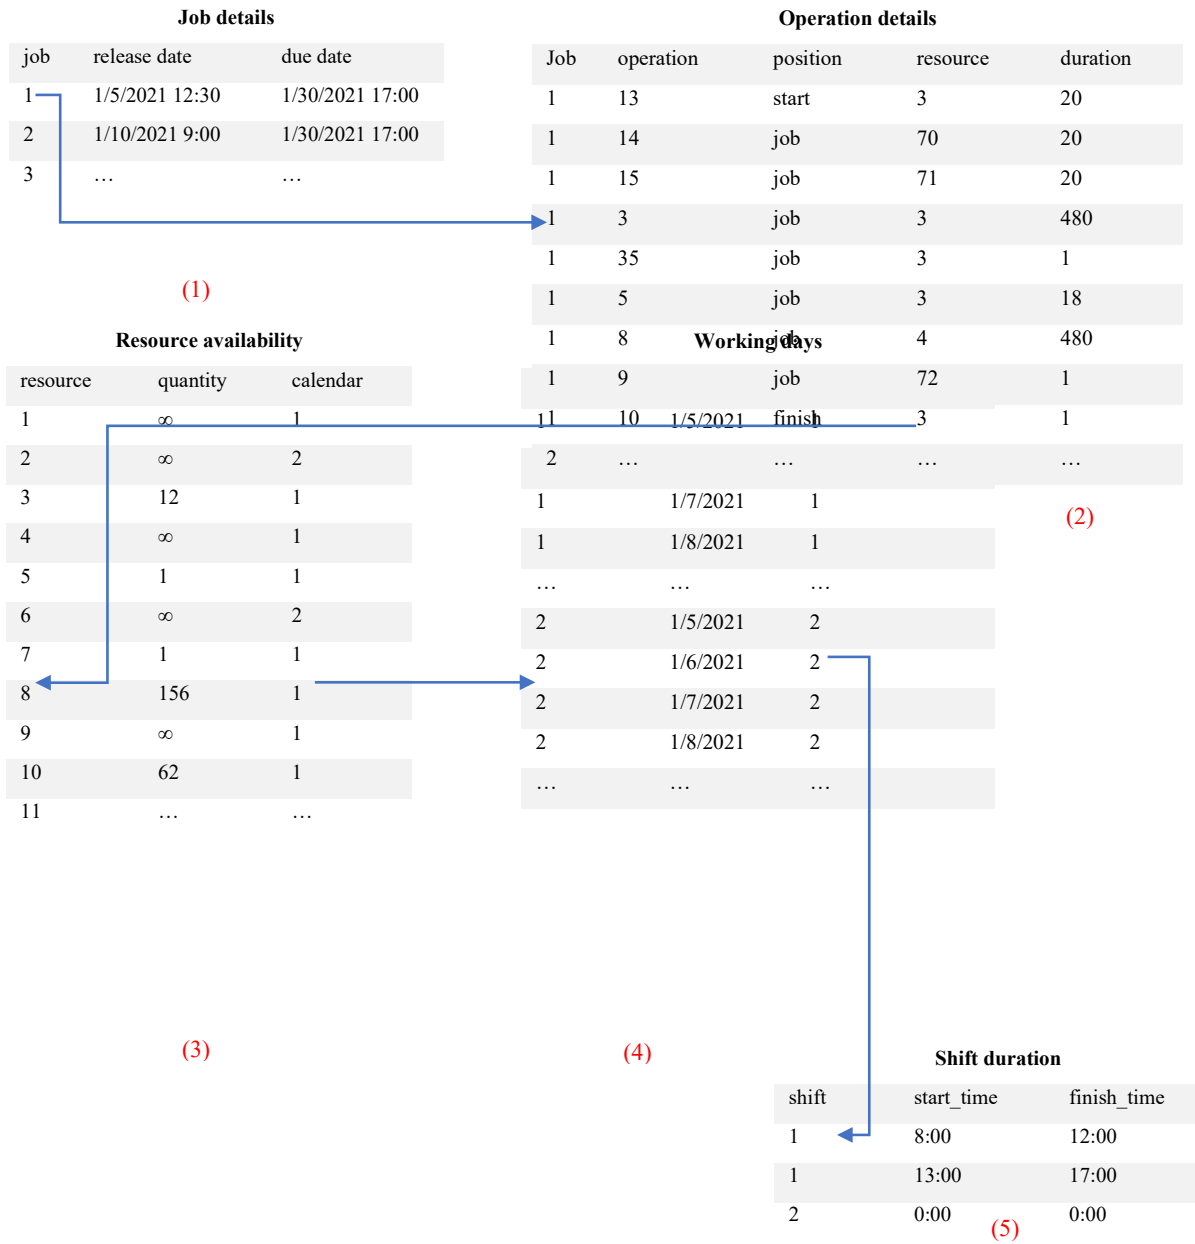 Job details
job release date due date
1 1/5/2021 12:30 1/30/2021 17:00
2 1/10/2021 9:00 1/30/2021 17:00
3 … …
(1)
Operation details
Job operation position resource duration
1 13 start 3 20
1 14 job 70 20
1 15 job 71 20
1 3 job 3 480
1 35 job 3 1
1 5 job 3 18
1 8 job 4 480
1 9 job 72 1
1 10 finish 3 1
2 … … … …
(2)
Resource availability
resource quantity calendar
1 ∞ 1
2 ∞ 2
3 12 1
4 ∞ 1
5 1 1
6 ∞ 2
7 1 1
8 156 1
9 ∞ 1
10 62 1
11 … …
(3)
Working days
1 1/5/2021 1
1 1/7/2021 1
1 1/8/2021 1
… … …
2 1/5/2021 2
2 1/6/2021 2
2 1/7/2021 2
2 1/8/2021 2
… … …
(4)
Shift duration
shift start_time finish_time
1 8:00 12:00
1 13:00 17:00
2 0:00 0:00
(5)